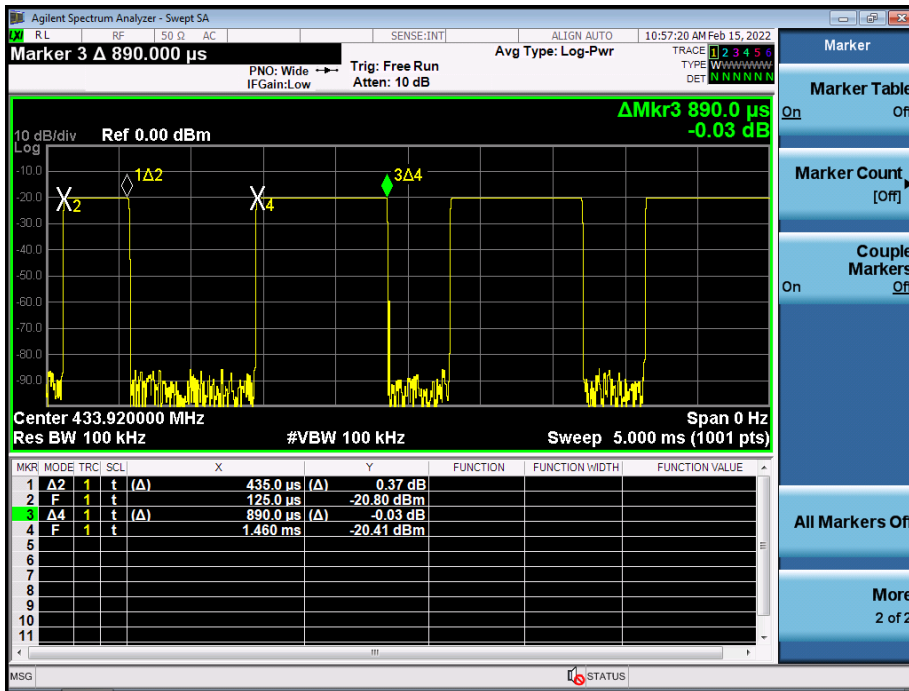 Agilent Spectrum Analyzer - Swept SA
LXI RL RF 50 Ω AC SENSE:INT ALIGN AUTO 10:57:20 AM Feb 15, 2022
Marker 3 Δ 890.000 μs
PNO: Wide
IFGain:Low
Trig: Free Run
Atten: 10 dB
Avg Type: Log-Pwr
TRACE 1 2 3 4 5 6
TYPE WWWWWW
DET N N N N N N
ΔMkr3 890.0 μs
-0.03 dB
10 dB/div Ref 0.00 dBm
Log
-10.0
-20.0
-30.0
-40.0
-50.0
-60.0
-70.0
-80.0
-90.0
1Δ2
3Δ4
X2
X4
Center 433.920000 MHz Span 0 Hz
Res BW 100 kHz #VBW 100 kHz Sweep 5.000 ms (1001 pts)
MKR MODE TRC SCL X Y FUNCTION FUNCTION WIDTH FUNCTION VALUE
1 Δ2 1 t (Δ) 435.0 μs (Δ) 0.37 dB
2 F 1 t 125.0 μs -20.80 dBm
3 Δ4 1 t (Δ) 890.0 μs (Δ) -0.03 dB
4 F 1 t 1.460 ms -20.41 dBm
5
6
7
8
9
10
11
MSG STATUS
Marker
Marker Table
On Off
Marker Count
[Off]
Couple
Markers
On Off
All Markers Off
More
2 of 2